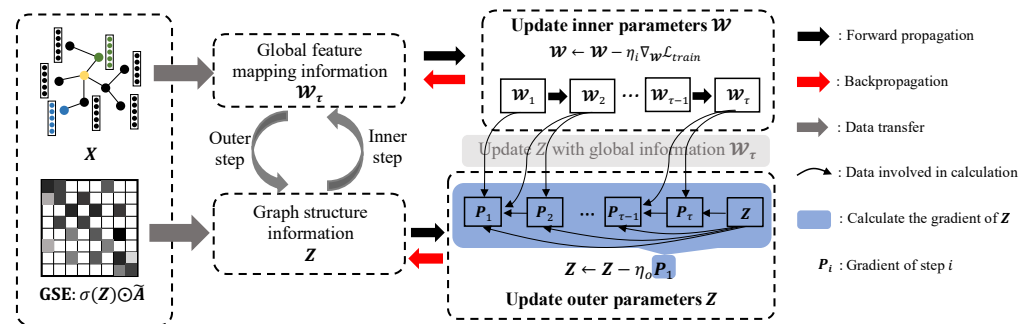 X
GSE: σ(Z)⊙Ã
Global feature
mapping information
𝒲τ
Outer
step
Inner
step
Graph structure
information
Z
Update inner parameters 𝒲
𝒲 ← 𝒲 − ηᵢ∇𝒲ℒtrain
𝒲1 𝒲2 ··· 𝒲τ−1 𝒲τ
Update Z with global information 𝒲τ
P1 P2 ··· Pτ−1 Pτ Z
Z ← Z − ηₒP1
Update outer parameters Z
: Forward propagation
: Backpropagation
: Data transfer
: Data involved in calculation
: Calculate the gradient of Z
Pi : Gradient of step i